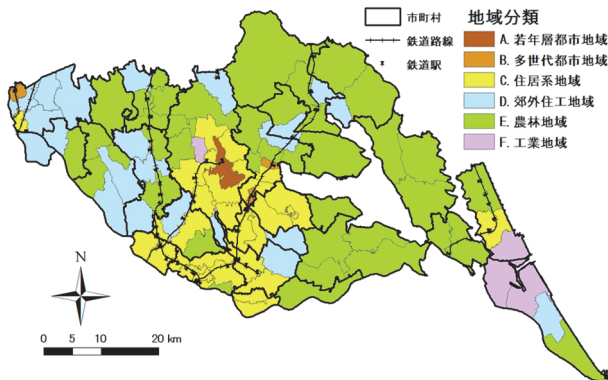 市町村
鉄道路線
鉄道駅
地域分類
A. 若年層都市地域
B. 多世代都市地域
C. 住居系地域
D. 郊外住工地域
E. 農林地域
F. 工業地域
N
0 5 10 20 km